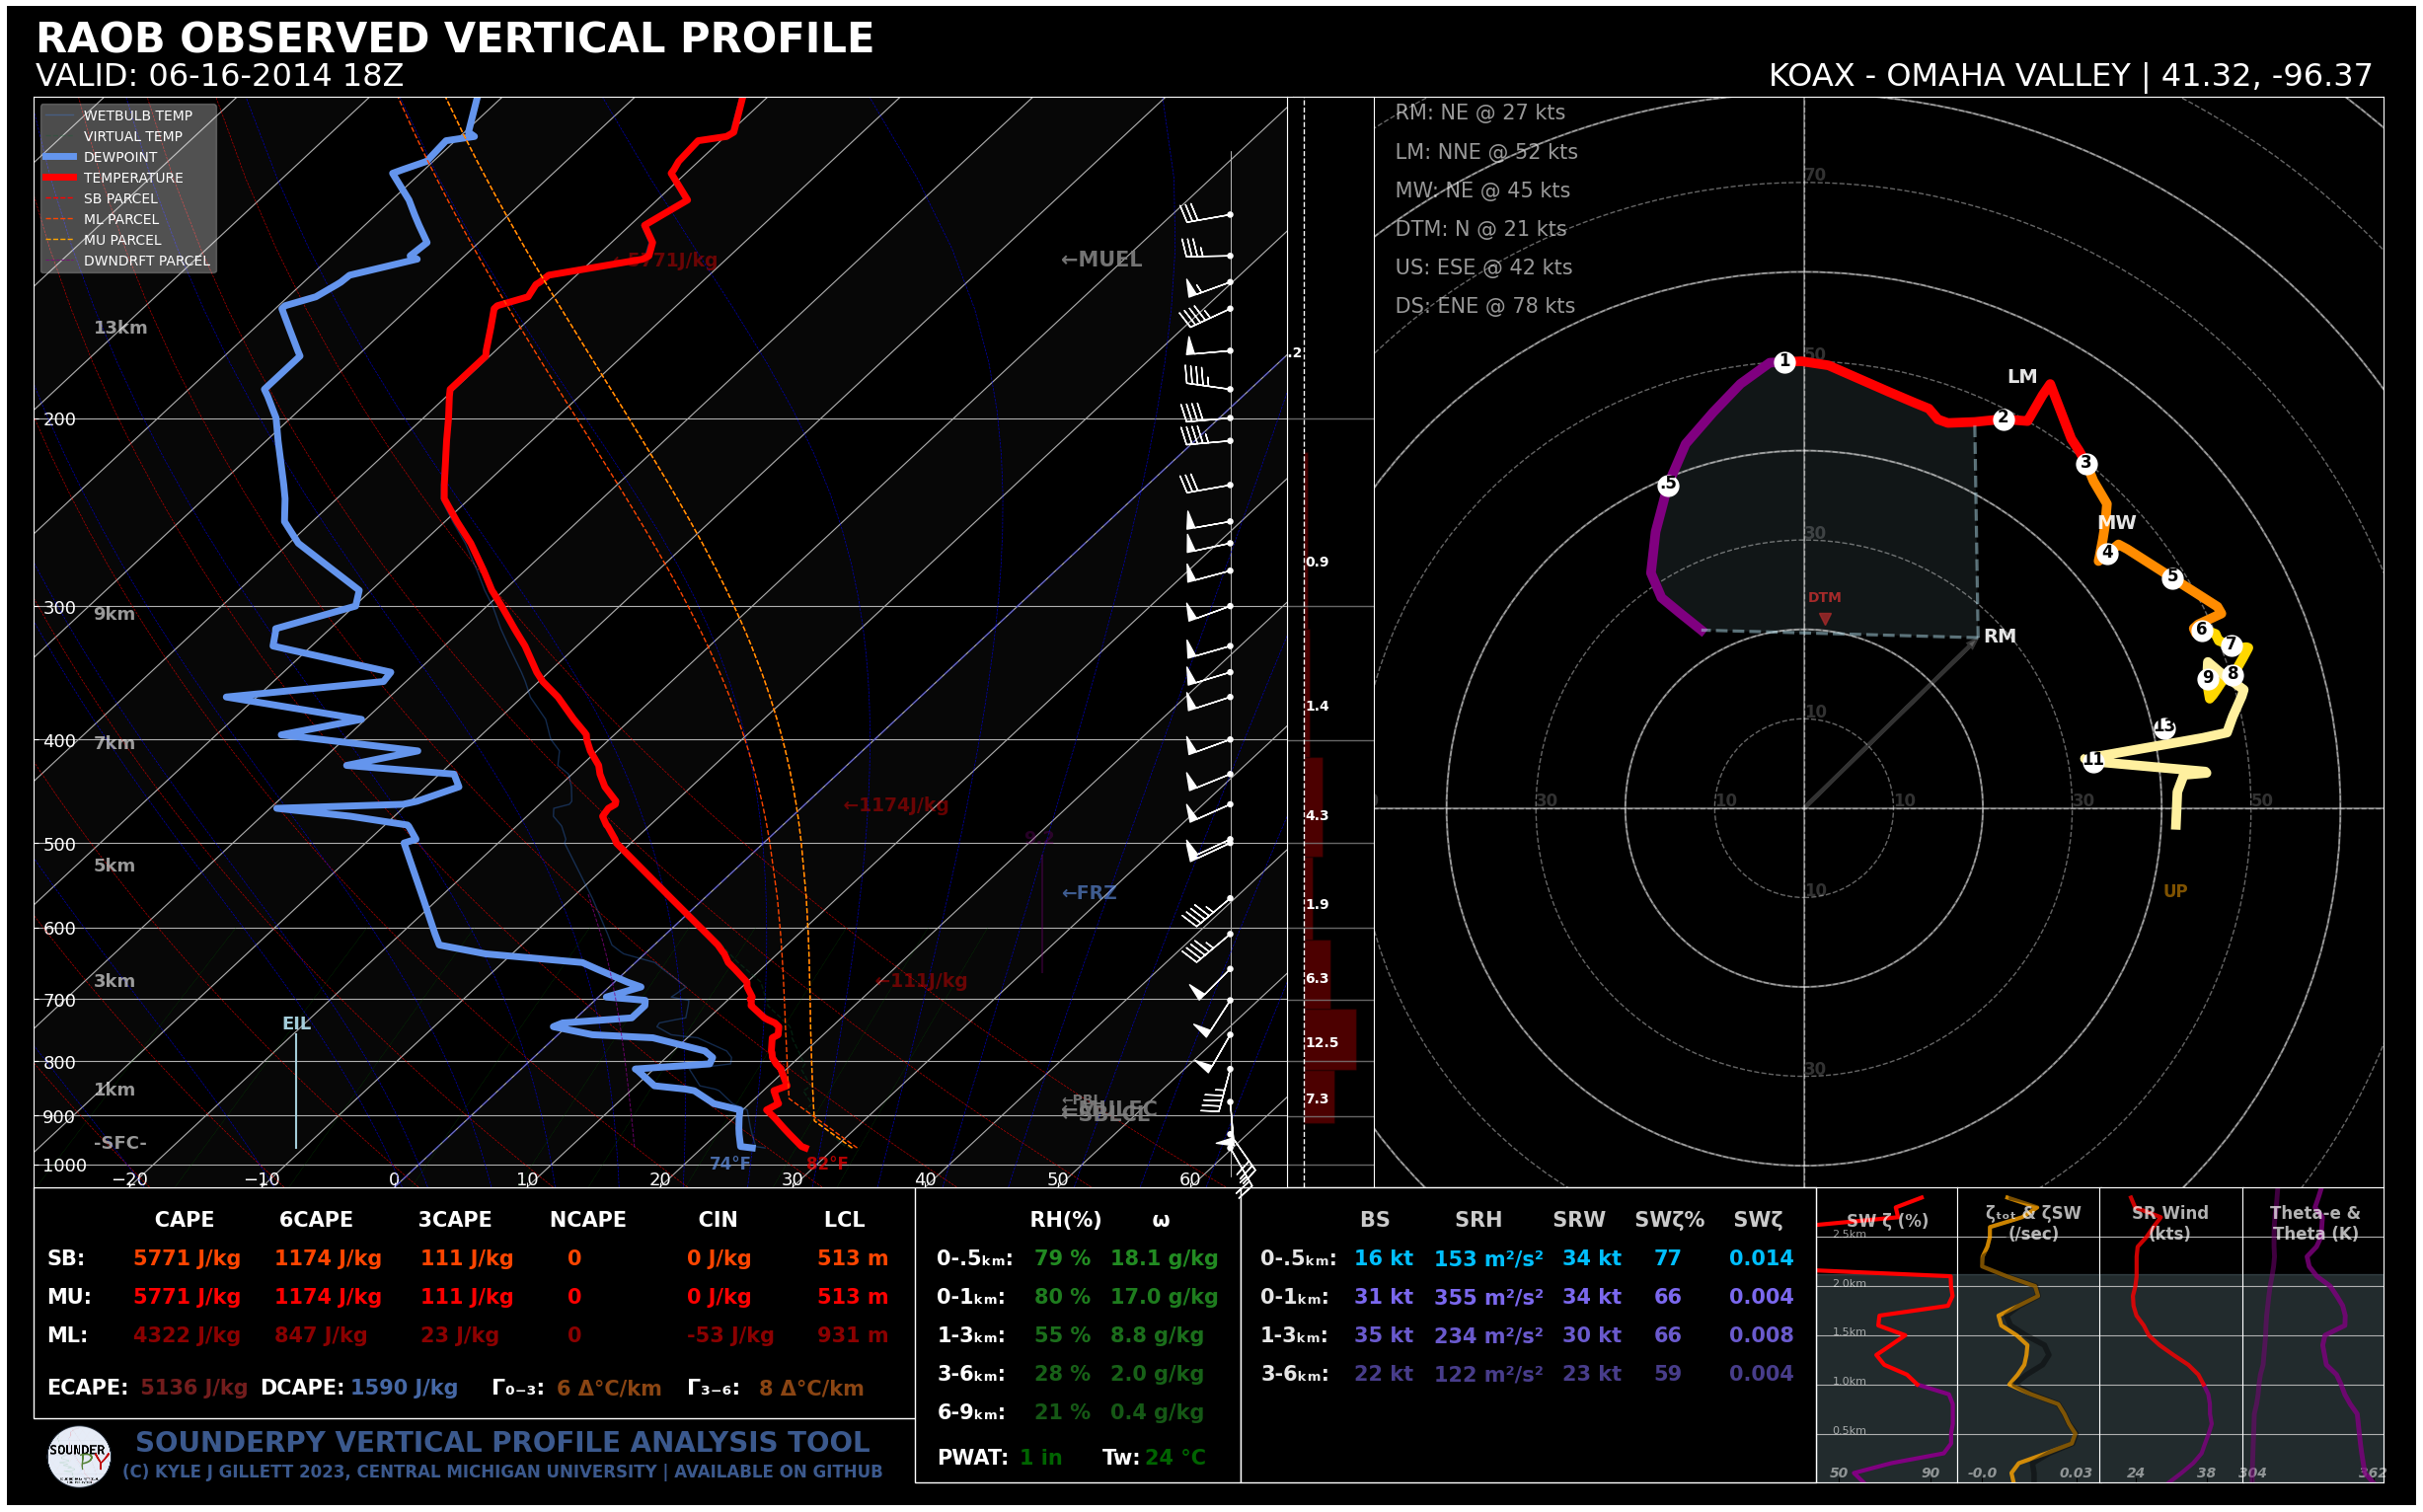 RAOB OBSERVED VERTICAL PROFILE
VALID: 06-16-2014 18Z
KOAX - OMAHA VALLEY | 41.32, -96.37
WETBULB TEMP
VIRTUAL TEMP
DEWPOINT
TEMPERATURE
SB PARCEL
ML PARCEL
MU PARCEL
DWNDRFT PARCEL
←5771J/kg
←MUEL
13km
200
300
9km
400
7km
←1174J/kg
500
5km
←FRZ
600
3km
←111J/kg
700
EIL
800
1km
←PBL
900
-SFC-
74°F
82°F
1000
−20 −10 0 10 20 30 40 50 60
.2
0.9
1.4
4.3
1.9
6.3
12.5
7.3
RM: NE @ 27 kts
LM: NNE @ 52 kts
MW: NE @ 45 kts
DTM: N @ 21 kts
US: ESE @ 42 kts
DS: ENE @ 78 kts
70
50
30
10
10
30
30 10 10 30 50
.5
1
2
3
4
5
6
7
8
9
11
13
LM
MW
DTM
RM
UP
CAPE 6CAPE 3CAPE NCAPE CIN LCL
SB: 5771 J/kg 1174 J/kg 111 J/kg 0 0 J/kg 513 m
MU: 5771 J/kg 1174 J/kg 111 J/kg 0 0 J/kg 513 m
ML: 4322 J/kg 847 J/kg 23 J/kg 0 -53 J/kg 931 m
ECAPE: 5136 J/kg DCAPE: 1590 J/kg Γ₀₋₃: 6 Δ°C/km Γ₃₋₆: 8 Δ°C/km
RH(%) ω
0-.5ₖₘ: 79 % 18.1 g/kg
0-1ₖₘ: 80 % 17.0 g/kg
1-3ₖₘ: 55 % 8.8 g/kg
3-6ₖₘ: 28 % 2.0 g/kg
6-9ₖₘ: 21 % 0.4 g/kg
PWAT: 1 in Tw: 24 °C
BS SRH SRW SWζ% SWζ
0-.5ₖₘ: 16 kt 153 m²/s² 34 kt 77 0.014
0-1ₖₘ: 31 kt 355 m²/s² 34 kt 66 0.004
1-3ₖₘ: 35 kt 234 m²/s² 30 kt 66 0.008
3-6ₖₘ: 22 kt 122 m²/s² 23 kt 59 0.004
SW ζ (%)
2.5km
2.0km
1.5km
1.0km
0.5km
50 90
ζₜₒₜ & ζSW
(/sec)
-0.0 0.03
SR Wind
(kts)
24 38
Theta-e &
Theta (K)
304 362
SOUNDER
PY
SOUNDERPY VERTICAL PROFILE ANALYSIS TOOL
(C) KYLE J GILLETT 2023, CENTRAL MICHIGAN UNIVERSITY | AVAILABLE ON GITHUB